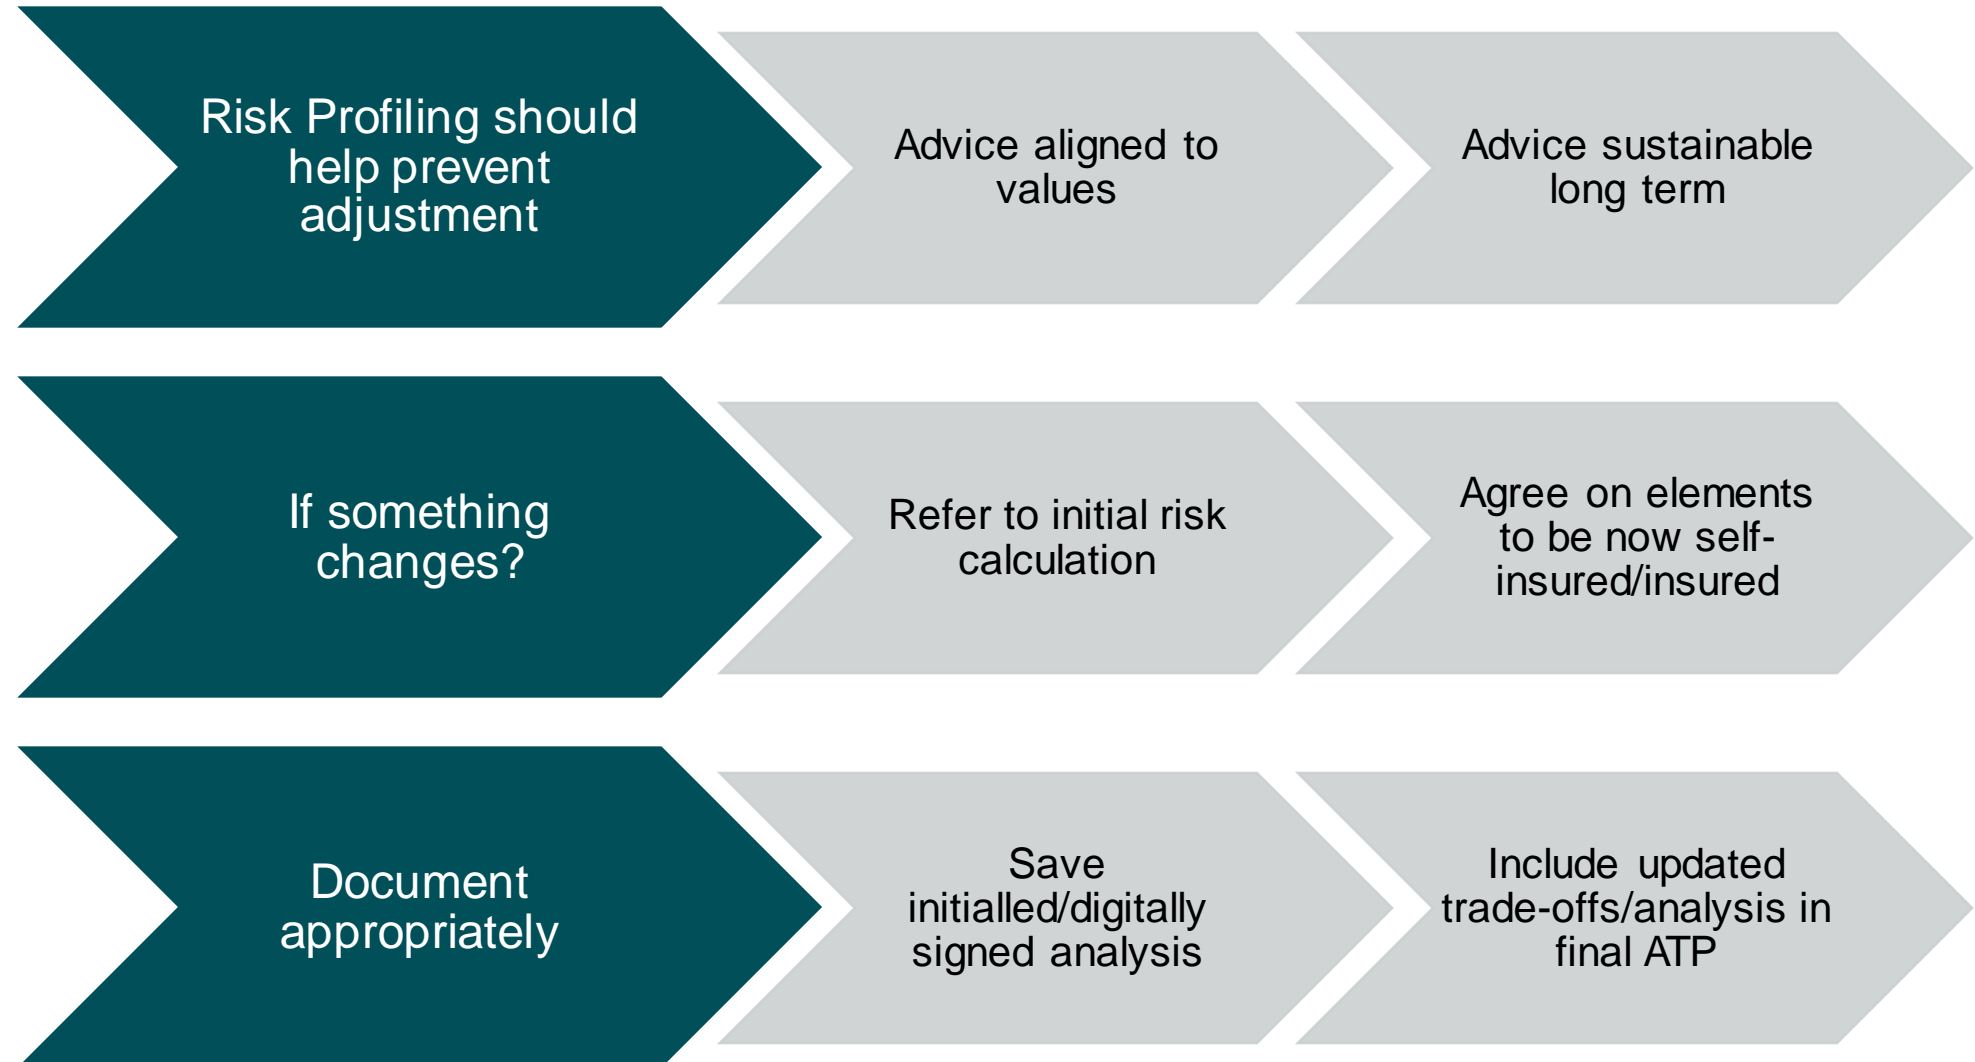 Risk Profiling should
help prevent
adjustment
Advice aligned to
values
Advice sustainable
long term
If something
changes?
Refer to initial risk
calculation
Agree on elements
to be now self-
insured/insured
Document
appropriately
Save
initialled/digitally
signed analysis
Include updated
trade-offs/analysis in
final ATP